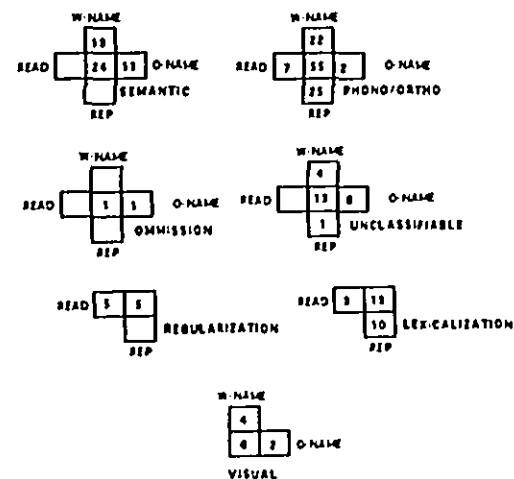 W-NAME W-NAME
13 22
READ 24 11 O-NAME READ 7 55 2 O-NAME
SEMANTIC 25 PHONO/ORTHO
REP REP
W-NAME W-NAME
4
READ 1 1 O-NAME READ 13 8 O-NAME
OMMISSION 1 UNCLASSIFIABLE
REP REP
READ 5 5 READ 3 13
REGULARIZATION 10 LEXICALIZATION
REP REP
W-NAME
4
6 2 O-NAME
VISUAL